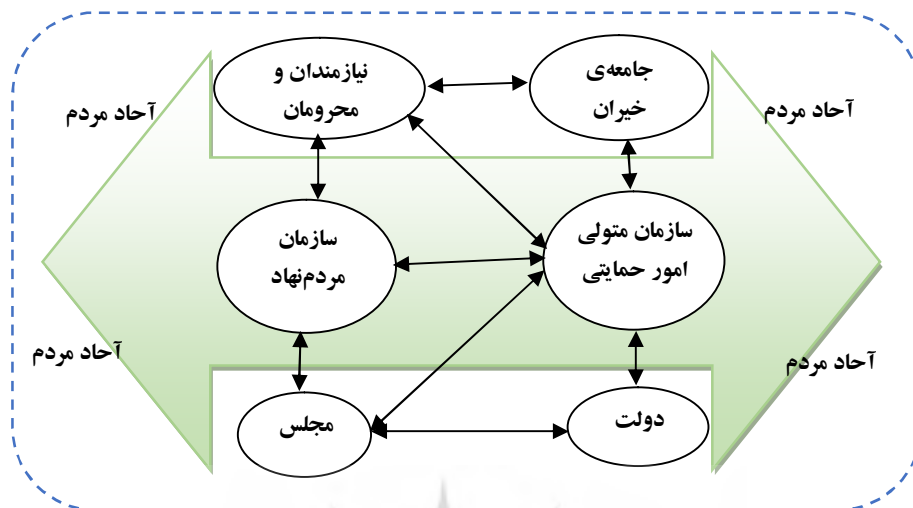 جامعه‌ی
خیران
نیازمندان و
محرومان
آحاد مردم
آحاد مردم
سازمان متولی
امور حمایتی
سازمان
مردم‌نهاد
آحاد مردم
آحاد مردم
دولت
مجلس